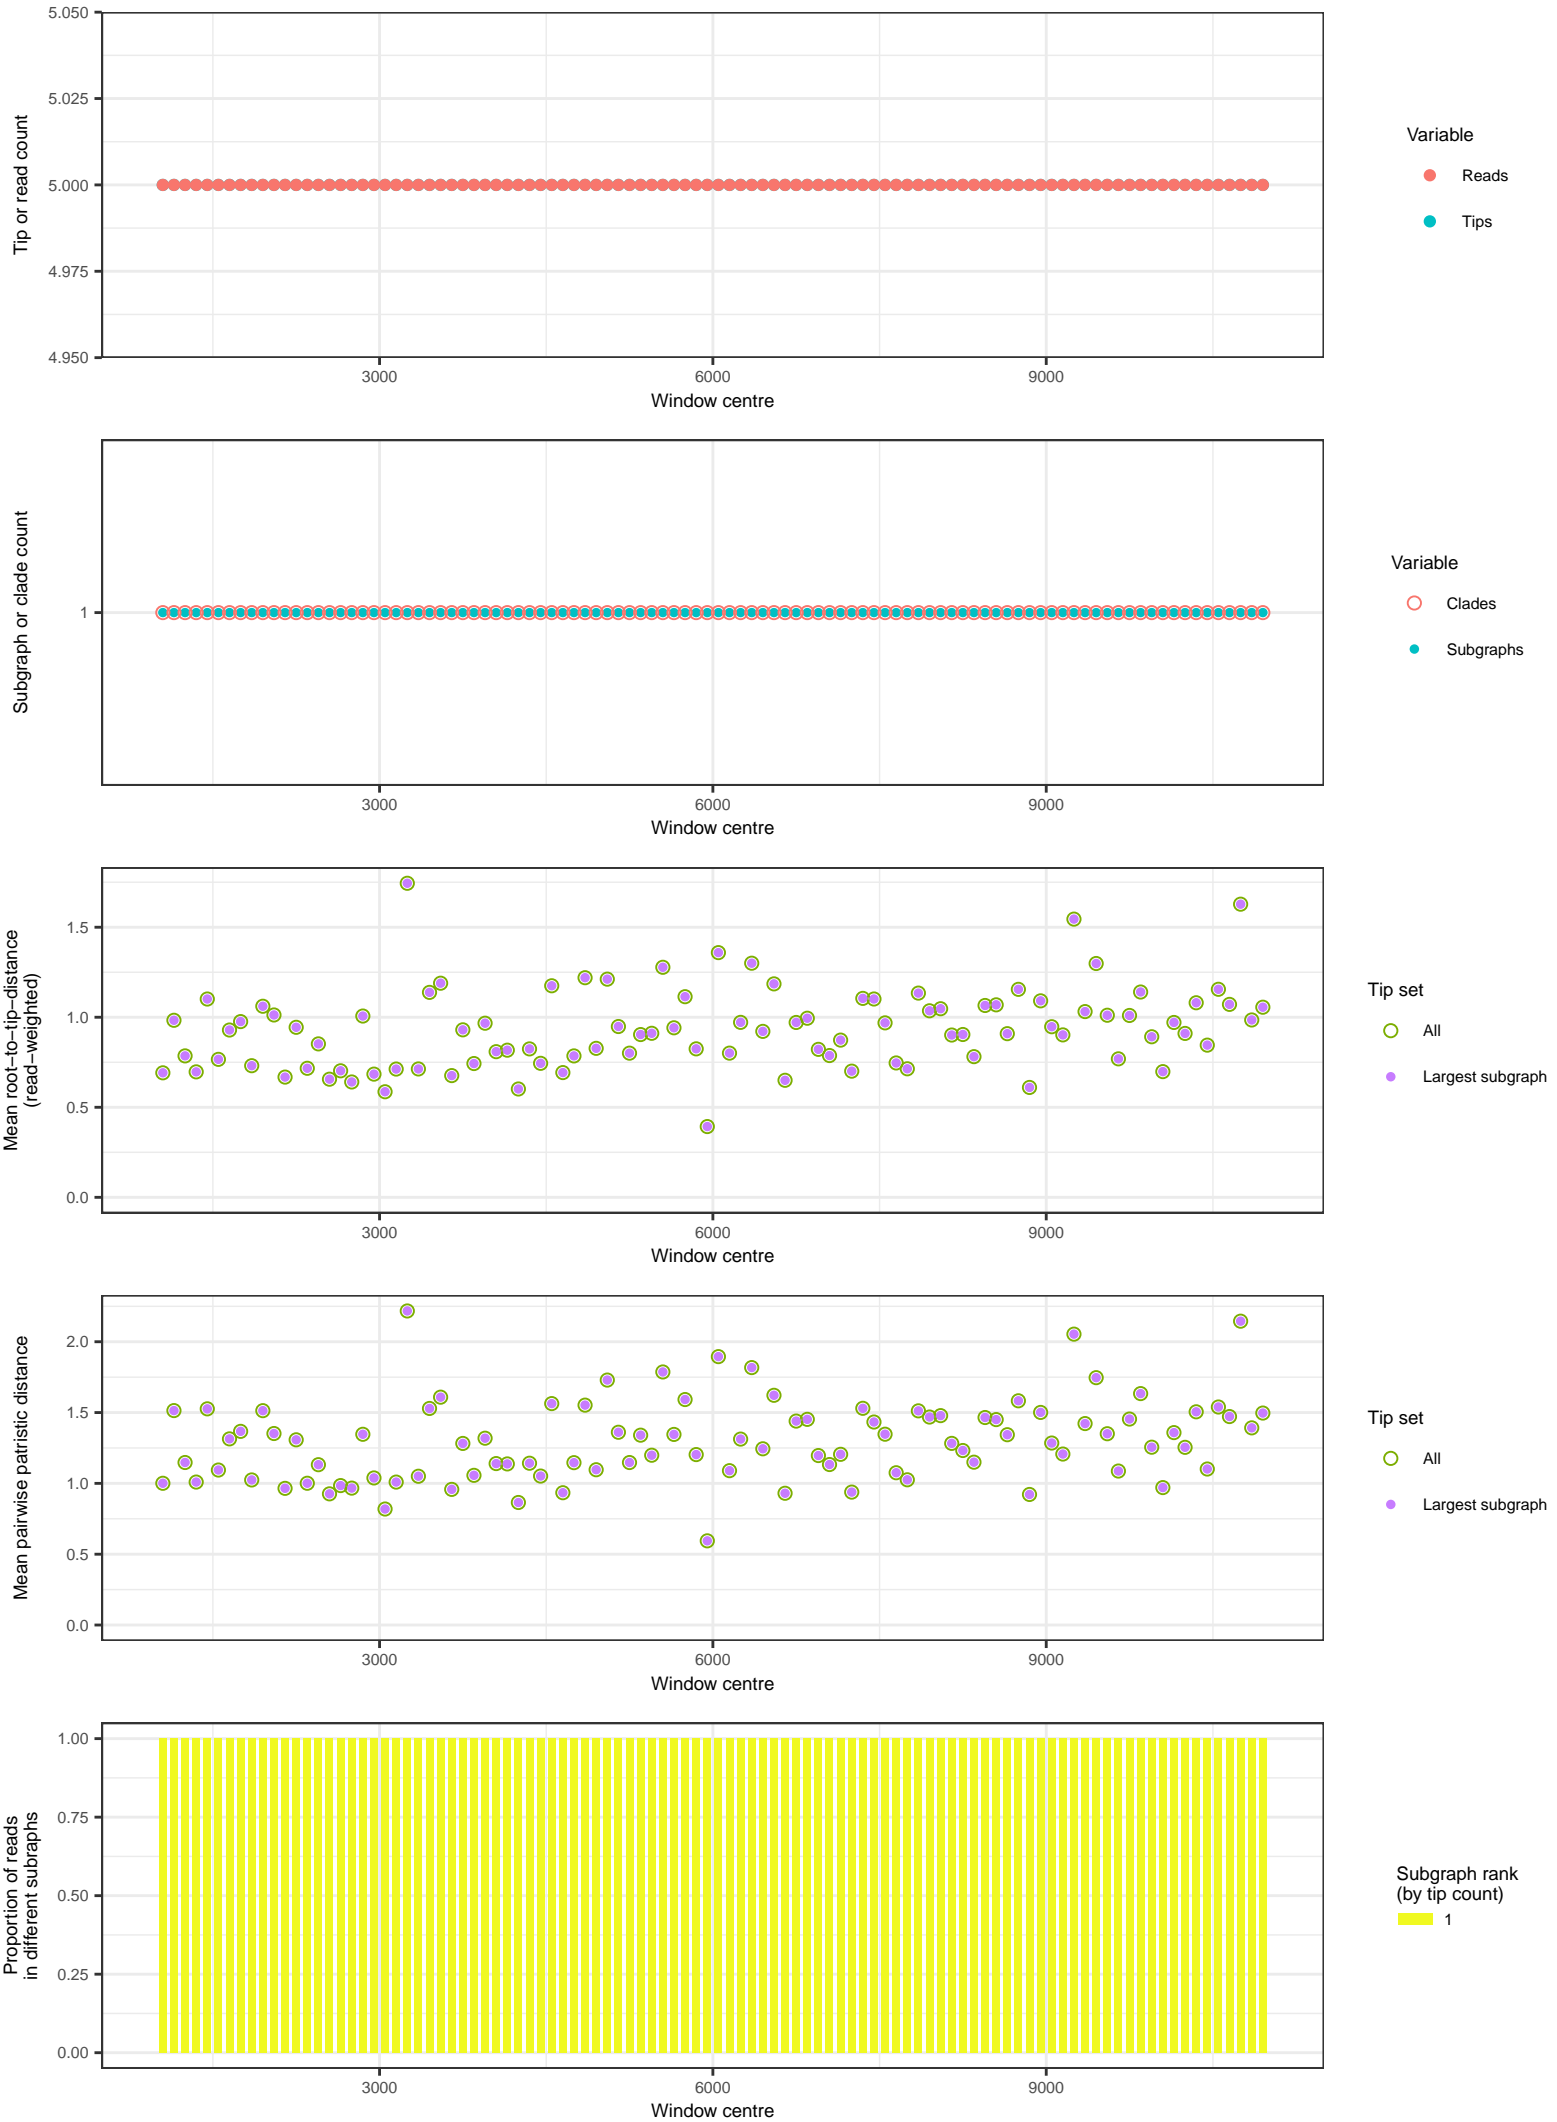 5.050
5.025
5.000
4.975
4.950
Tip or read count
3000
6000
9000
Window centre
Variable
Reads
Tips
1
Subgraph or clade count
3000
6000
9000
Window centre
Variable
Clades
Subgraphs
1.5
1.0
0.5
0.0
Mean root−to−tip−distance
(read−weighted)
3000
6000
9000
Window centre
Tip set
All
Largest subgraph
2.0
1.5
1.0
0.5
0.0
Mean pairwise patristic distance
3000
6000
9000
Window centre
Tip set
All
Largest subgraph
1.00
0.75
0.50
0.25
0.00
Proportion of reads
in different subraphs
3000
6000
9000
Window centre
Subgraph rank
(by tip count)
1